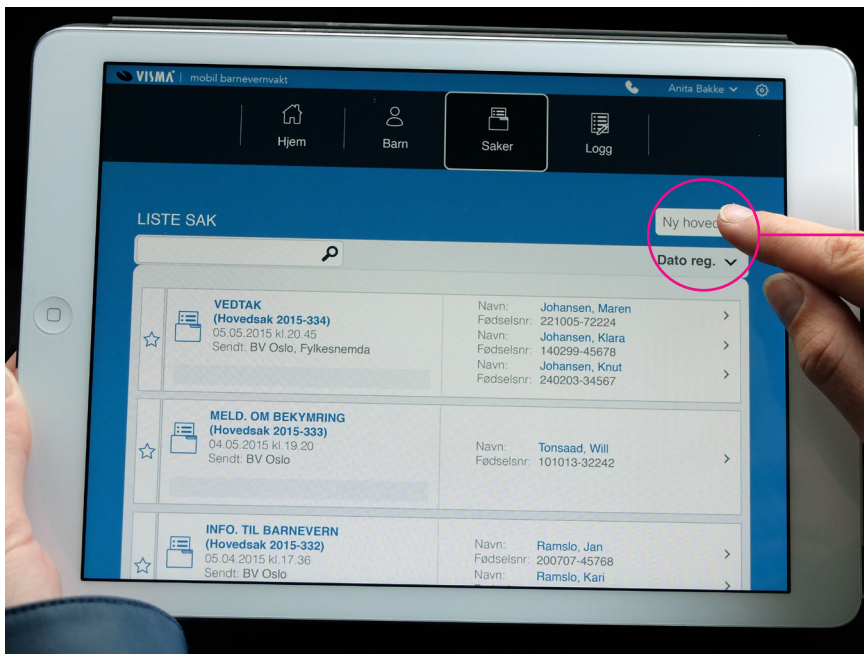 VISMA | mobil barnevernvakt
Anita Bakke
Hjem
Barn
Saker
Logg
LISTE SAK
Ny hoved
Dato reg.
VEDTAK
(Hovedsak 2015-334)
05.05.2015 kl.20.45
Sendt: BV Oslo, Fylkesnemda
Navn: Johansen, Maren
Fødselsnr: 221005-72224
Navn: Johansen, Klara
Fødselsnr: 140299-45678
Navn: Johansen, Knut
Fødselsnr: 240203-34567
MELD. OM BEKYMRING
(Hovedsak 2015-333)
04.05.2015 kl.19.20
Sendt: BV Oslo
Navn: Tonsaad, Will
Fødselsnr: 101013-32242
INFO. TIL BARNEVERN
(Hovedsak 2015-332)
05.04.2015 kl.17.36
Sendt: BV Oslo
Navn: Ramslo, Jan
Fødselsnr: 200707-45768
Navn: Ramslo, Kari